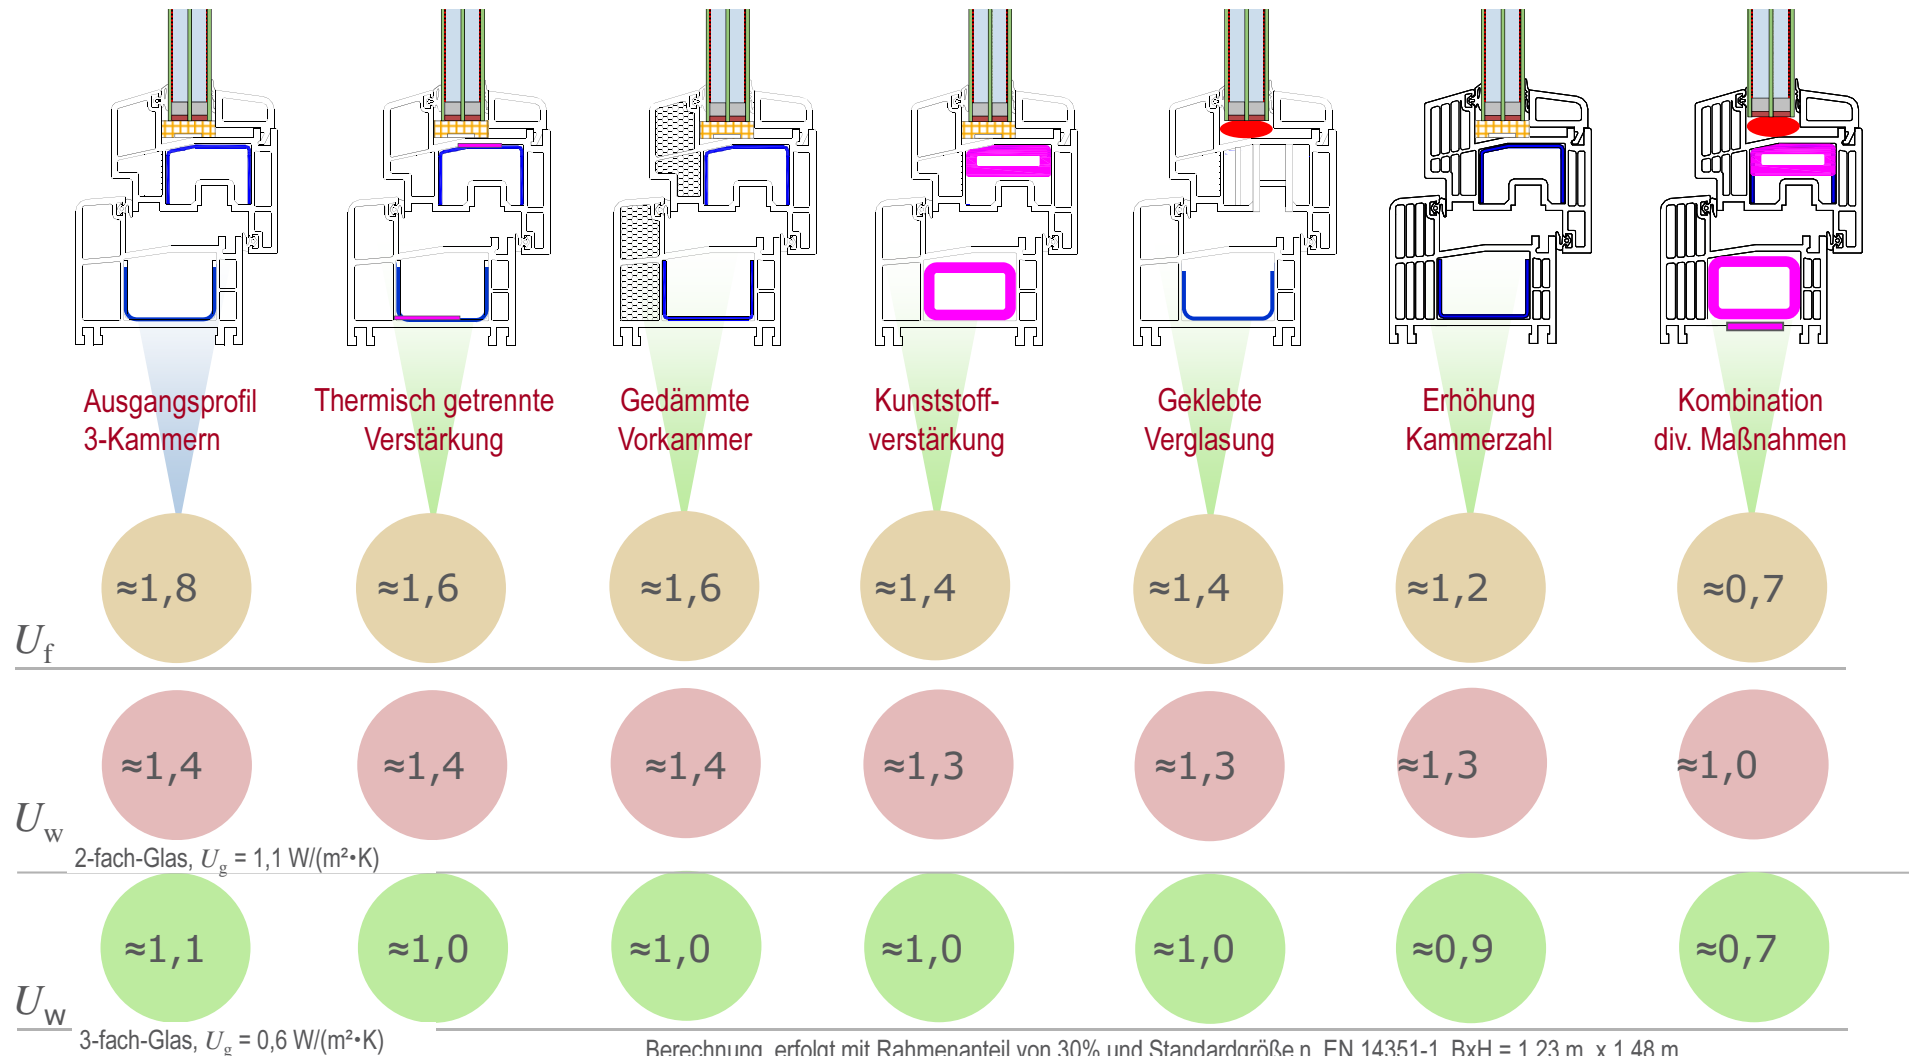 Ausgangsprofil
3-Kammern
Thermisch getrennte
Verstärkung
Gedämmte
Vorkammer
Kunststoff-
verstärkung
Geklebte
Verglasung
Erhöhung
Kammerzahl
Kombination
div. Maßnahmen
≈1,8 ≈1,6 ≈1,6 ≈1,4 ≈1,4 ≈1,2 ≈0,7
Uf
≈1,4 ≈1,4 ≈1,4 ≈1,3 ≈1,3 ≈1,3 ≈1,0
Uw
2-fach-Glas, Ug = 1,1 W/(m²•K)
≈1,1 ≈1,0 ≈1,0 ≈1,0 ≈1,0 ≈0,9 ≈0,7
Uw
3-fach-Glas, Ug = 0,6 W/(m²•K)
Berechnung erfolgt mit Rahmenanteil von 30% und Standardgröße n. EN 14351-1, BxH = 1,23 m x 1,48 m